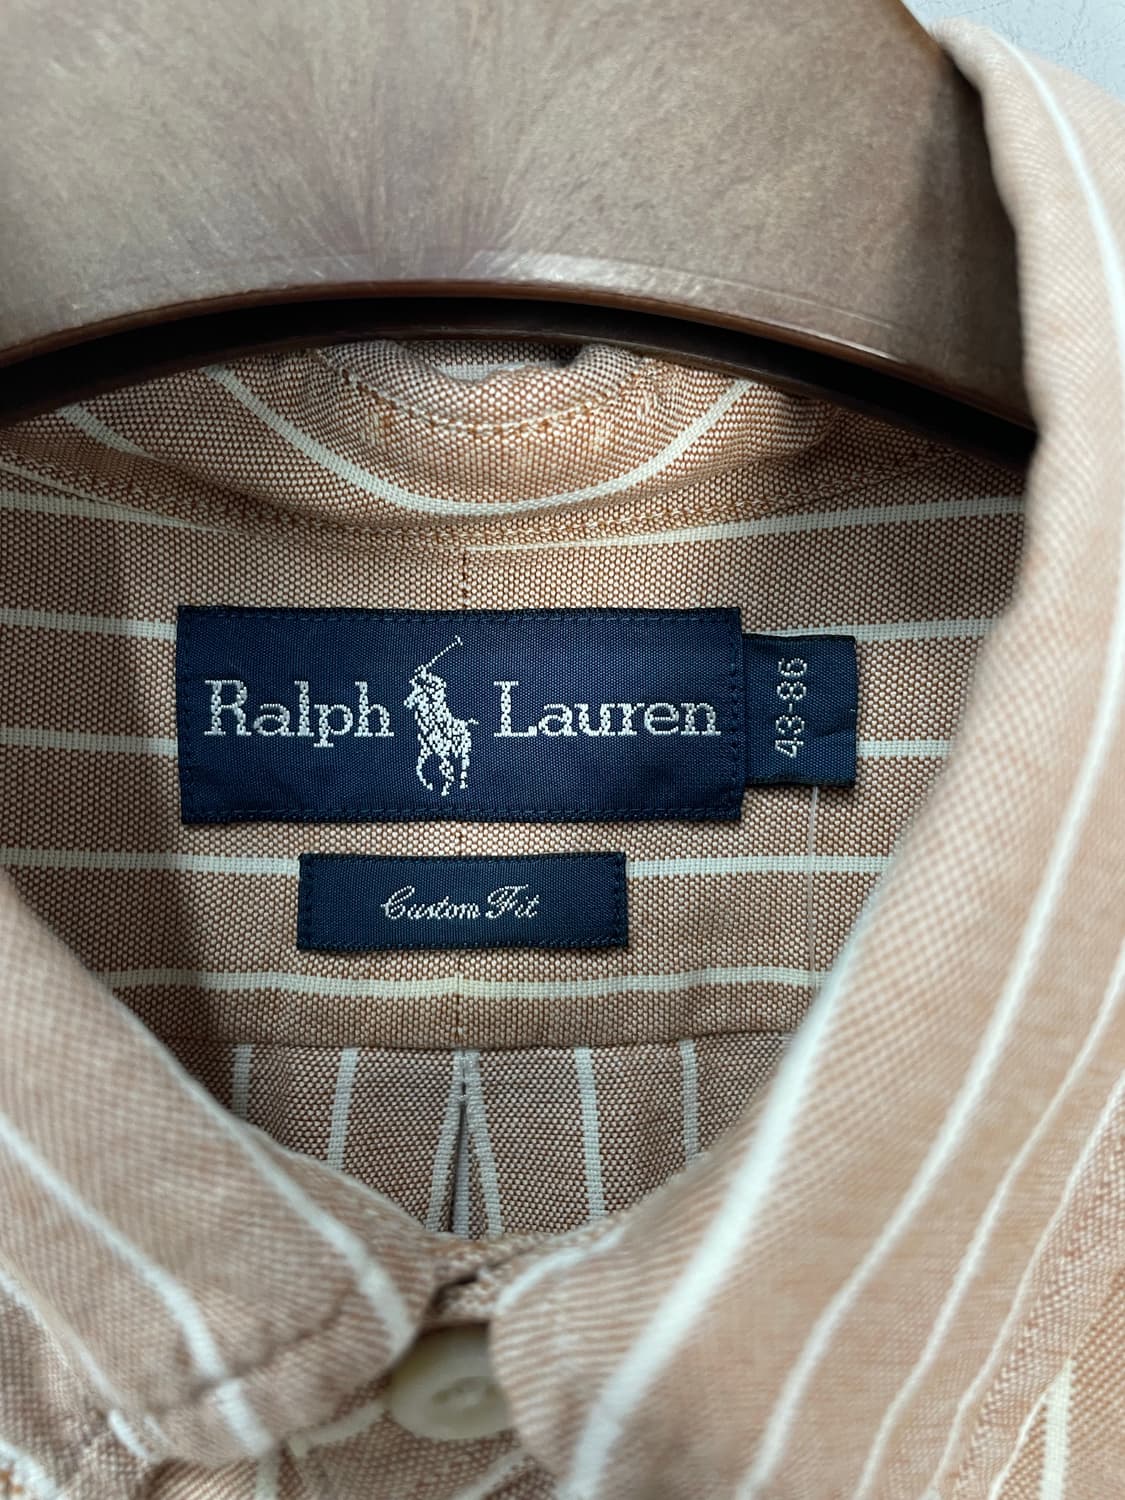 Ralph Lauren
43-86
Custom Fit